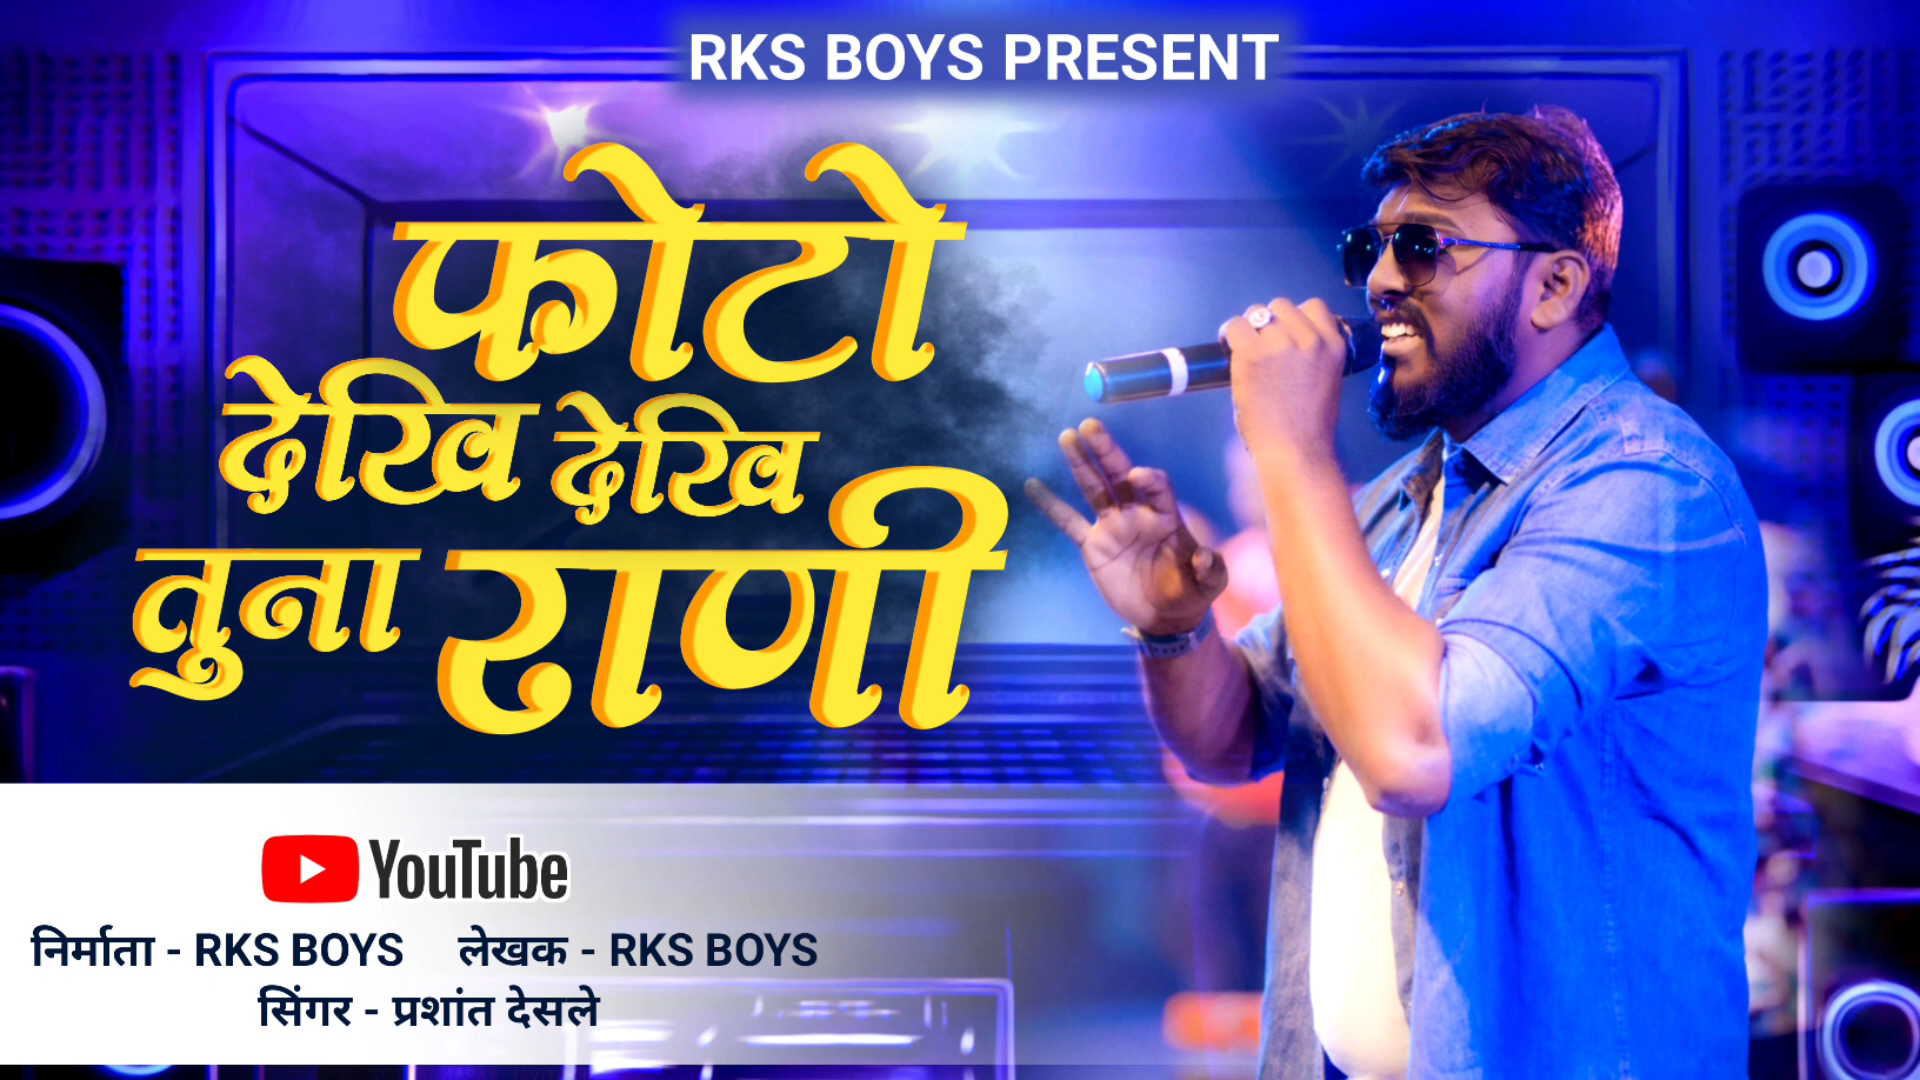 RKS BOYS PRESENT
फोटो
देखि देखि
तुना राणी
YouTube
निर्माता - RKS BOYS लेखक - RKS BOYS
सिंगर - प्रशांत देसले